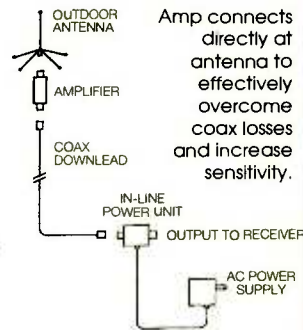 OUTDOOR
ANTENNA
Amp connects
directly at
antenna to
effectively
overcome
coax losses
and increase
sensitivity.
AMPLIFIER
COAX
DOWNLEAD
IN-LINE
POWER UNIT
OUTPUT TO RECEIVER
AC POWER
SUPPLY